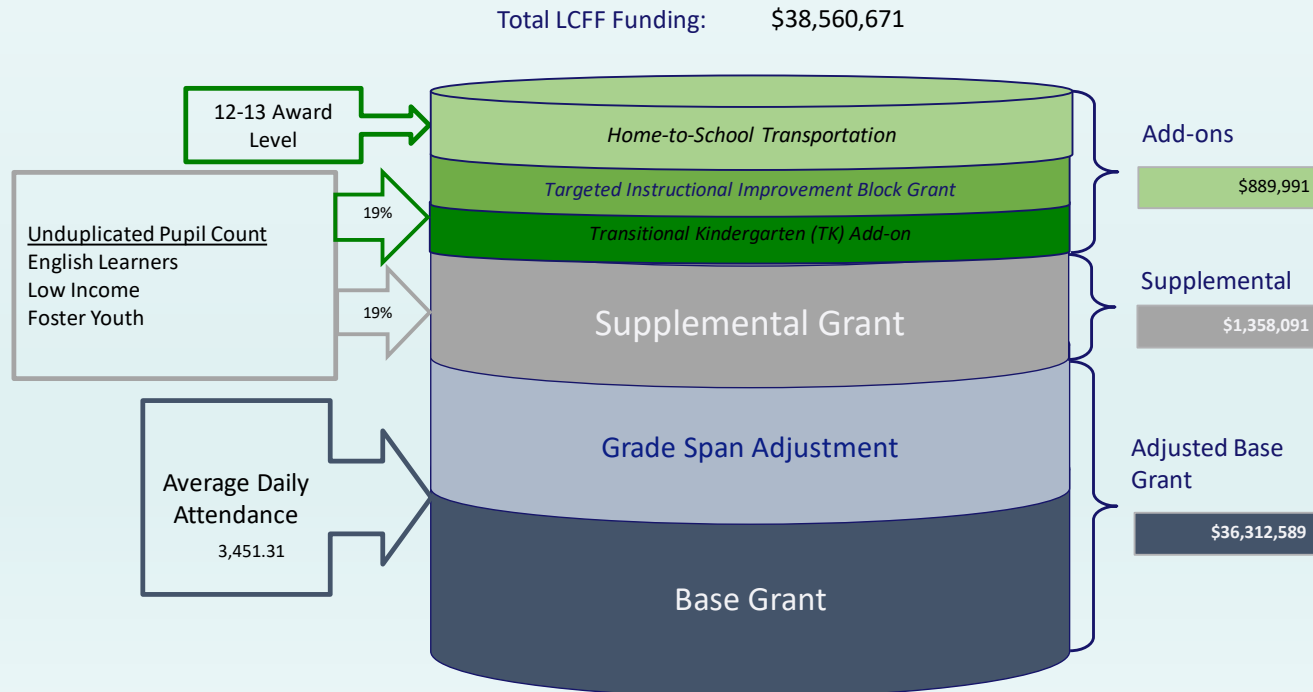 Total LCFF Funding: $38,560,671
12-13 Award
Level
Home-to-School Transportation
Add-ons
$889,991
Targeted Instructional Improvement Block Grant
19%
Transitional Kindergarten (TK) Add-on
Unduplicated Pupil Count
English Learners
Low Income
Foster Youth
19%
Supplemental Grant
Supplemental
$1,358,091
Grade Span Adjustment
Adjusted Base
Grant
$36,312,589
Average Daily
Attendance
3,451.31
Base Grant